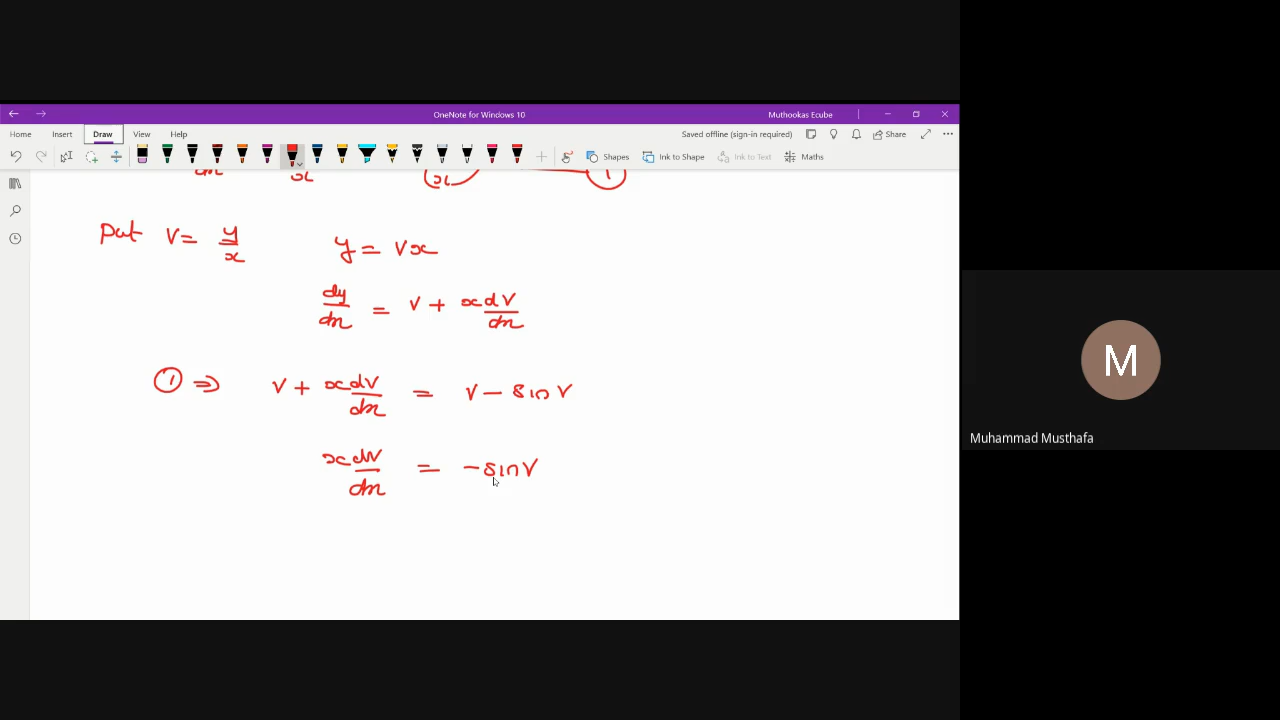 OneNote for Windows 10
Muthookas Ecube
Home Insert Draw View Help
Saved offline (sign-in required) Share
Shapes Ink to Shape Ink to Text Maths
dx x (x 1
Put V = y/x y = Vx
dy/dx = V + x dV/dx
① ⇒ V + x dV/dx = V - sin V
x dV/dx = - sin V
M
Muhammad Musthafa